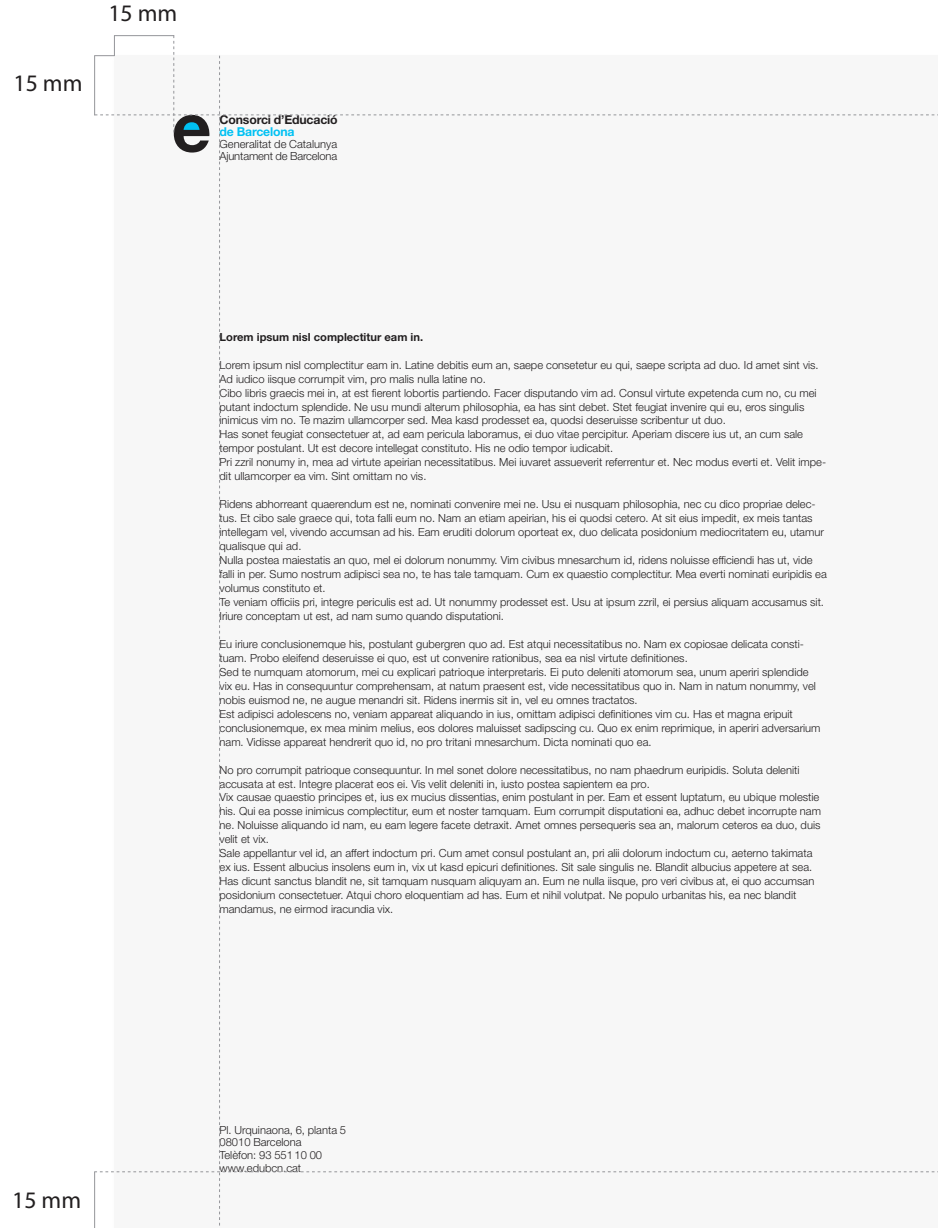 15 mm
15 mm
Consorci d'Educació
de Barcelona
Generalitat de Catalunya
Ajuntament de Barcelona
Lorem ipsum nisl complectitur eam in.
Lorem ipsum nisl complectitur eam in. Latine debitis eum an, saepe consetetur eu qui, saepe scripta ad duo. Id amet sint vis.
Ad iudico iisque corrumpit vim, pro malis nulla latine no.
Cibo libris graecis mei in, at est fierent lobortis partiendo. Facer disputando vim ad. Consul virtute expetenda cum no, cu mei
putant indoctum splendide. Ne usu mundi alterum philosophia, ea has sint debet. Stet feugiat invenire qui eu, eros singulis
inimicus vim no. Te mazim ullamcorper sed. Mea kasd prodesset ea, quodsi deseruisse scribentur ut duo.
Has sonet feugiat consectetuer at, ad eam pericula laboramus, ei duo vitae percipitur. Aperiam discere ius ut, an cum sale
tempor postulant. Ut est decore intellegat constituto. His ne odio tempor iudicabit.
Pri zzril nonumy in, mea ad virtute apeirian necessitatibus. Mei iuvaret assueverit referrentur et. Nec modus everti et. Velit impe-
dit ullamcorper ea vim. Sint omittam no vis.
Ridens abhorreant quaerendum est ne, nominati convenire mei ne. Usu ei nusquam philosophia, nec cu dico propriae delec-
tus. Et cibo sale graece qui, tota falli eum no. Nam an etiam apeirian, his ei quodsi cetero. At sit eius impedit, ex meis tantas
intellegam vel, vivendo accumsan ad his. Eam eruditi dolorum oporteat ex, duo delicata posidonium mediocritatem eu, utamur
qualisque qui ad.
Nulla postea maiestatis an quo, mel ei dolorum nonummy. Vim civibus mnesarchum id, ridens noluisse efficiendi has ut, vide
falli in per. Sumo nostrum adipisci sea no, te has tale tamquam. Cum ex quaestio complectitur. Mea everti nominati euripidis ea
volumus constituto et.
Te veniam officiis pri, integre periculis est ad. Ut nonummy prodesset est. Usu at ipsum zzril, ei persius aliquam accusamus sit.
Iriure conceptam ut est, ad nam sumo quando disputationi.
Eu iriure conclusionemque his, postulant gubergren quo ad. Est atqui necessitatibus no. Nam ex copiosae delicata consti-
tuam. Probo eleifend deseruisse ei quo, est ut convenire rationibus, sea ea nisl virtute definitiones.
Sed te numquam atomorum, mei cu explicari patrioque interpretaris. Ei puto deleniti atomorum sea, unum aperiri splendide
vix eu. Has in consequuntur comprehensam, at natum praesent est, vide necessitatibus quo in. Nam in natum nonummy, vel
nobis euismod ne, ne augue menandri sit. Ridens inermis sit in, vel eu omnes tractatos.
Est adipisci adolescens no, veniam appareat aliquando in ius, omittam adipisci definitiones vim cu. Has et magna eripuit
conclusionemque, ex mea minim melius, eos dolores maluisset sadipscing cu. Quo ex enim reprimique, in aperiri adversarium
nam. Vidisse appareat hendrerit quo id, no pro tritani mnesarchum. Dicta nominati quo ea.
No pro corrumpit patrioque consequuntur. In mel sonet dolore necessitatibus, no nam phaedrum euripidis. Soluta deleniti
accusata at est. Integre placerat eos ei. Vis velit deleniti in, iusto postea sapientem ea pro.
Vix causae quaestio principes et, ius ex mucius dissentias, enim postulant in per. Eam et essent luptatum, eu ubique molestie
his. Qui ea posse inimicus complectitur, eum et noster tamquam. Eum corrumpit disputationi ea, adhuc debet incorrupte nam
ne. Noluisse aliquando id nam, eu eam legere facete detraxit. Amet omnes persequeris sea an, malorum ceteros ea duo, duis
velit et vix.
Sale appellantur vel id, an affert indoctum pri. Cum amet consul postulant an, pri alii dolorum indoctum cu, aeterno takimata
ex ius. Essent albucius insolens eum in, vix ut kasd epicuri definitiones. Sit sale singulis ne. Blandit albucius appetere at sea.
Has dicunt sanctus blandit ne, sit tamquam nusquam aliquyam an. Eum ne nulla iisque, pro veri civibus at, ei quo accumsan
posidonium consectetuer. Atqui choro eloquentiam ad has. Eum et nihil volutpat. Ne populo urbanitas his, ea nec blandit
mandamus, ne eirmod iracundia vix.
Pl. Urquinaona, 6, planta 5
08010 Barcelona
Telèfon: 93 551 10 00
www.edubcn.cat
15 mm